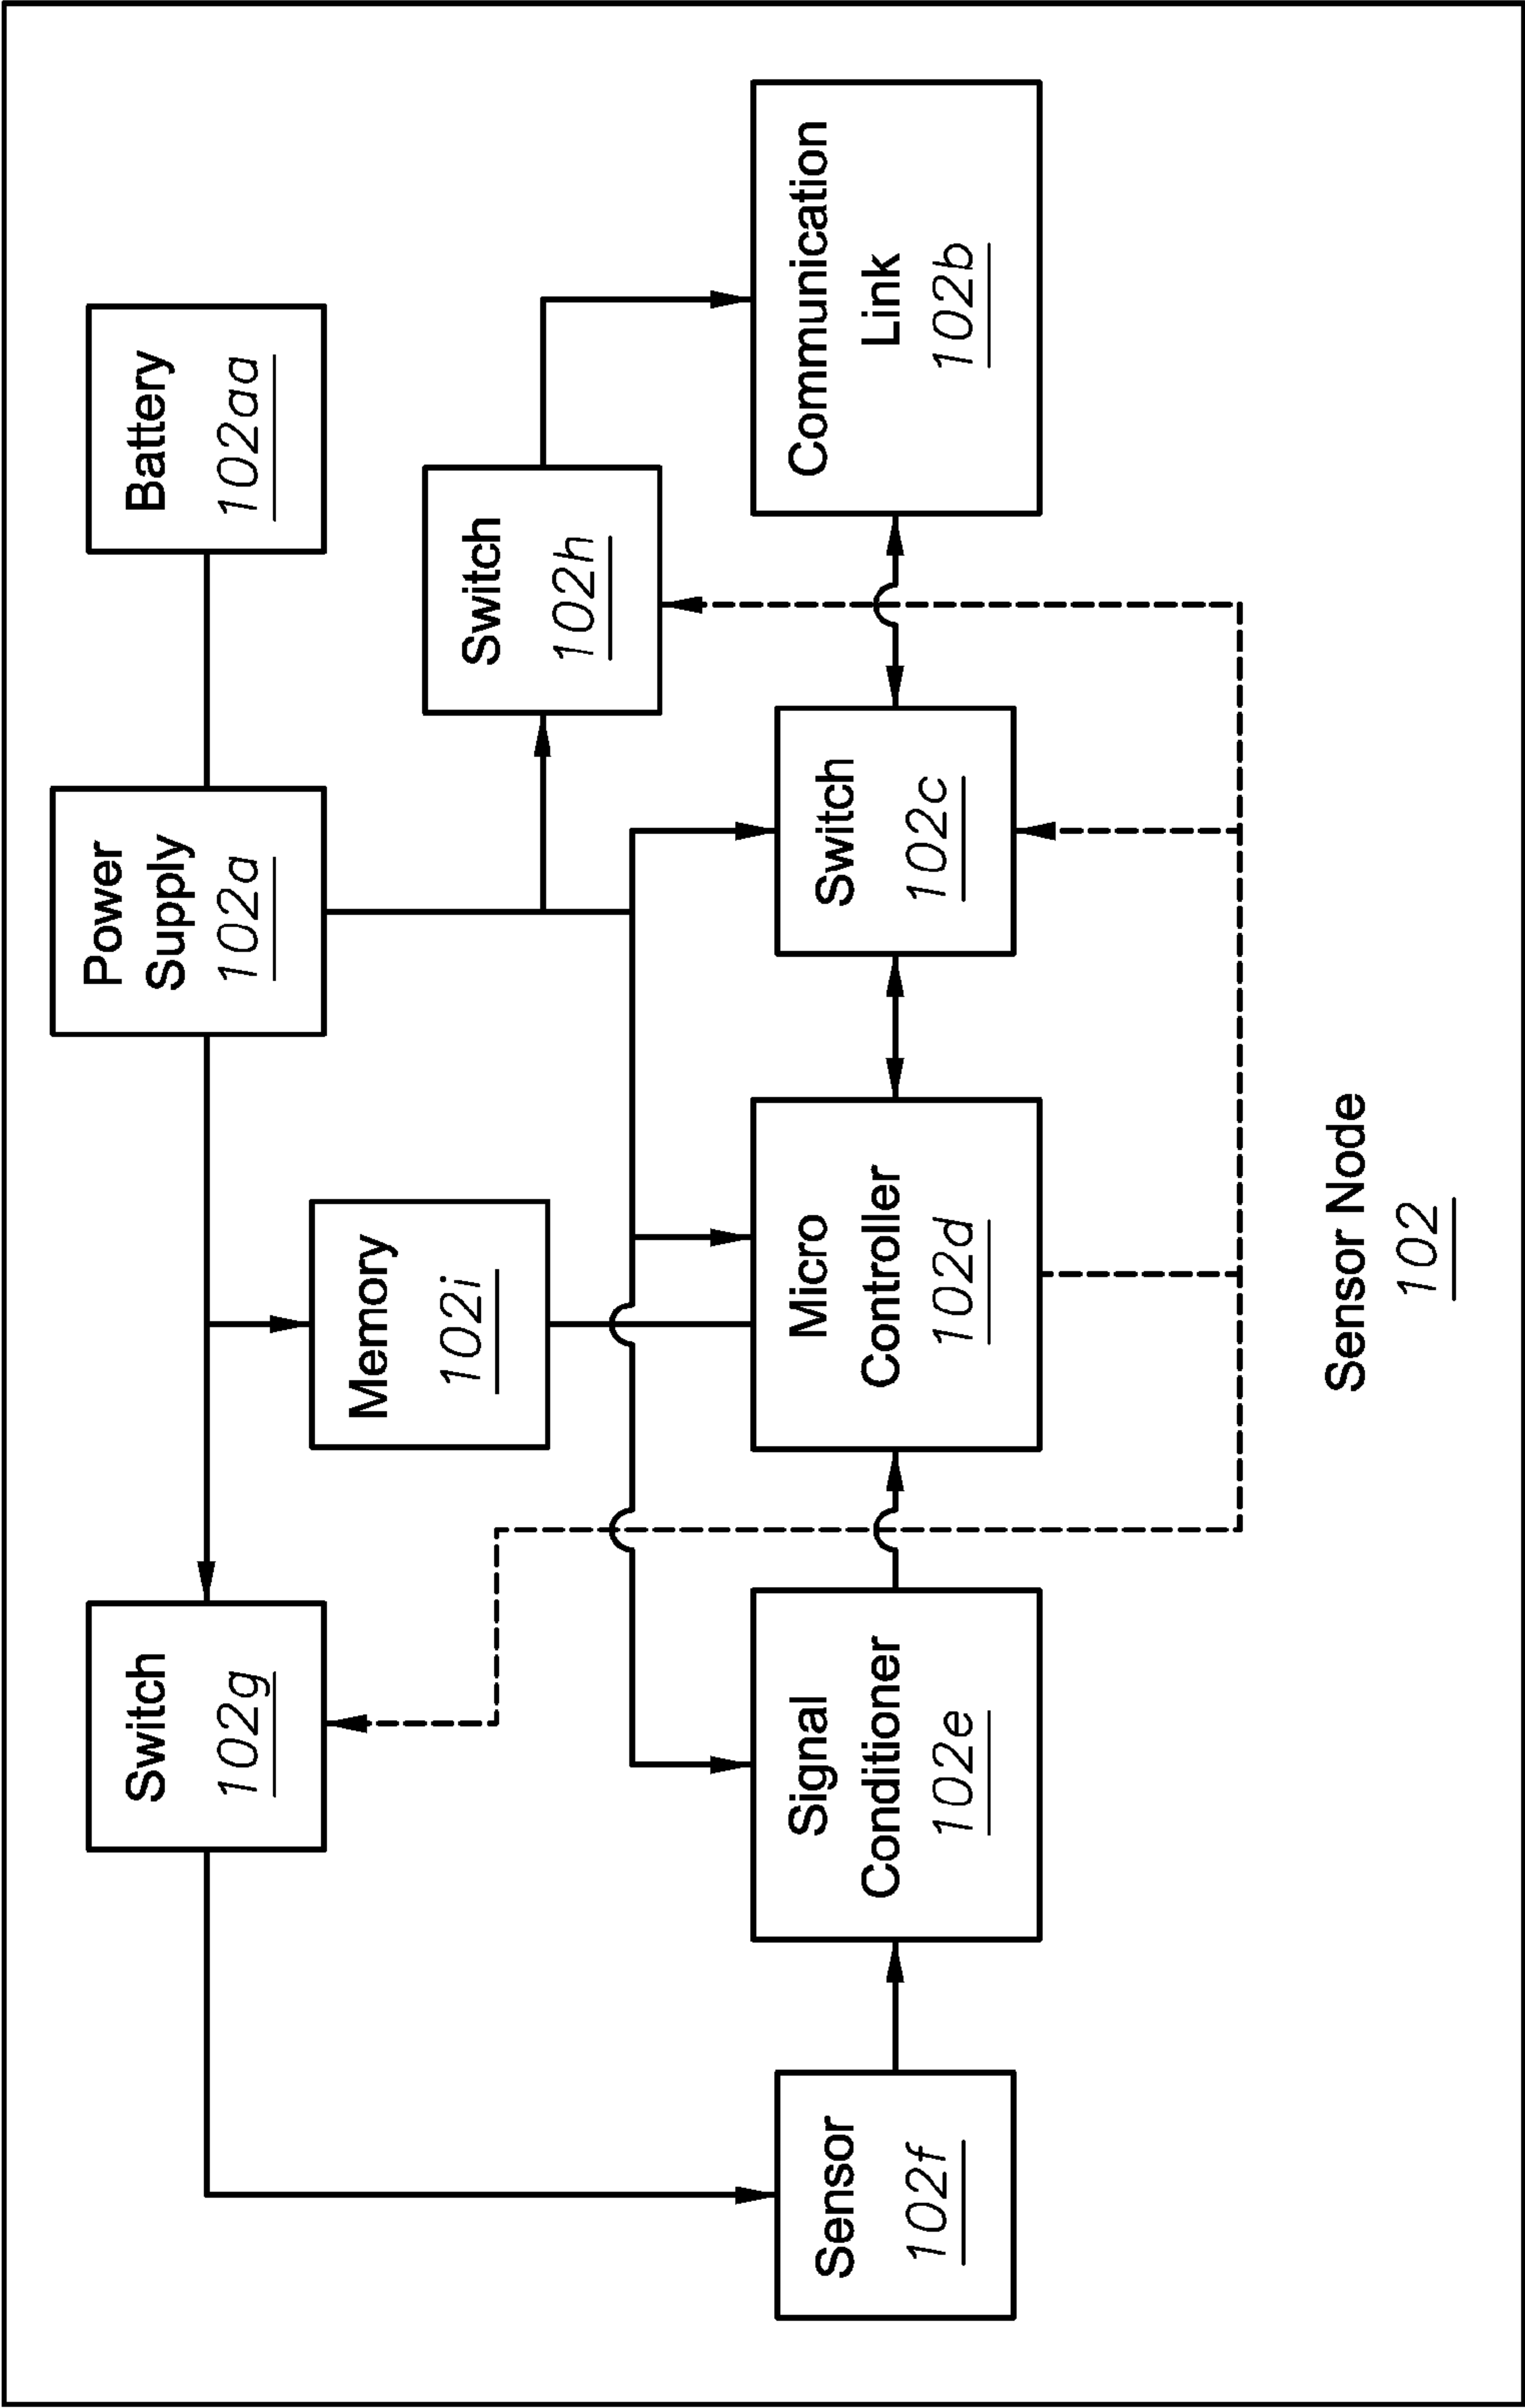 Battery
102aa
Power
Supply
102a
Switch
102g
Switch
102h
Memory
102i
Sensor
102f
Signal
Conditioner
102e
Micro
Controller
102d
Switch
102c
Communication
Link
102b
Sensor Node
102